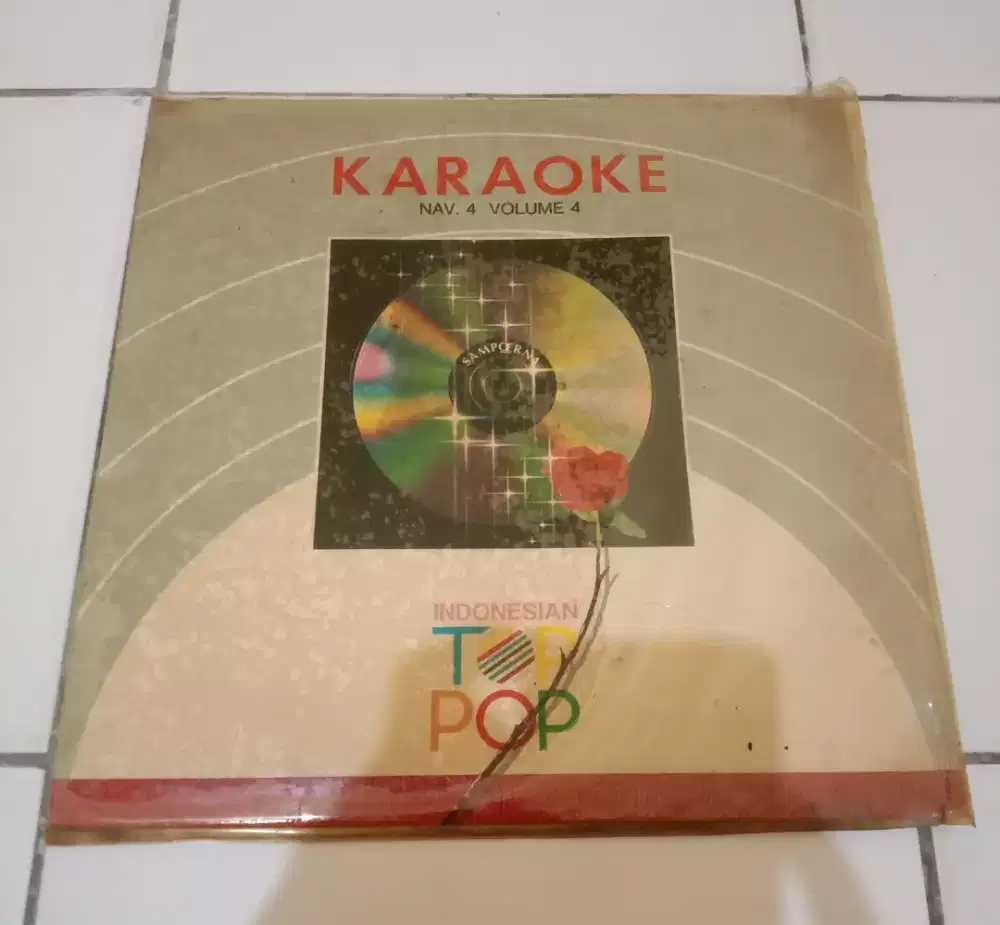 KARAOKE
NAV. 4 VOLUME 4
SAMPOERNA
INDONESIAN
TOP
POP